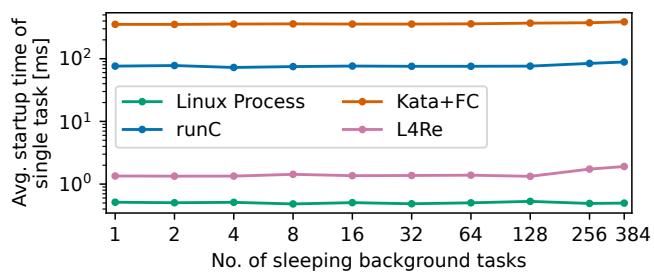 Avg. startup time of
single task [ms]
10²
10¹
10⁰
Linux Process
runC
Kata+FC
L4Re
1 2 4 8 16 32 64 128 256 384
No. of sleeping background tasks